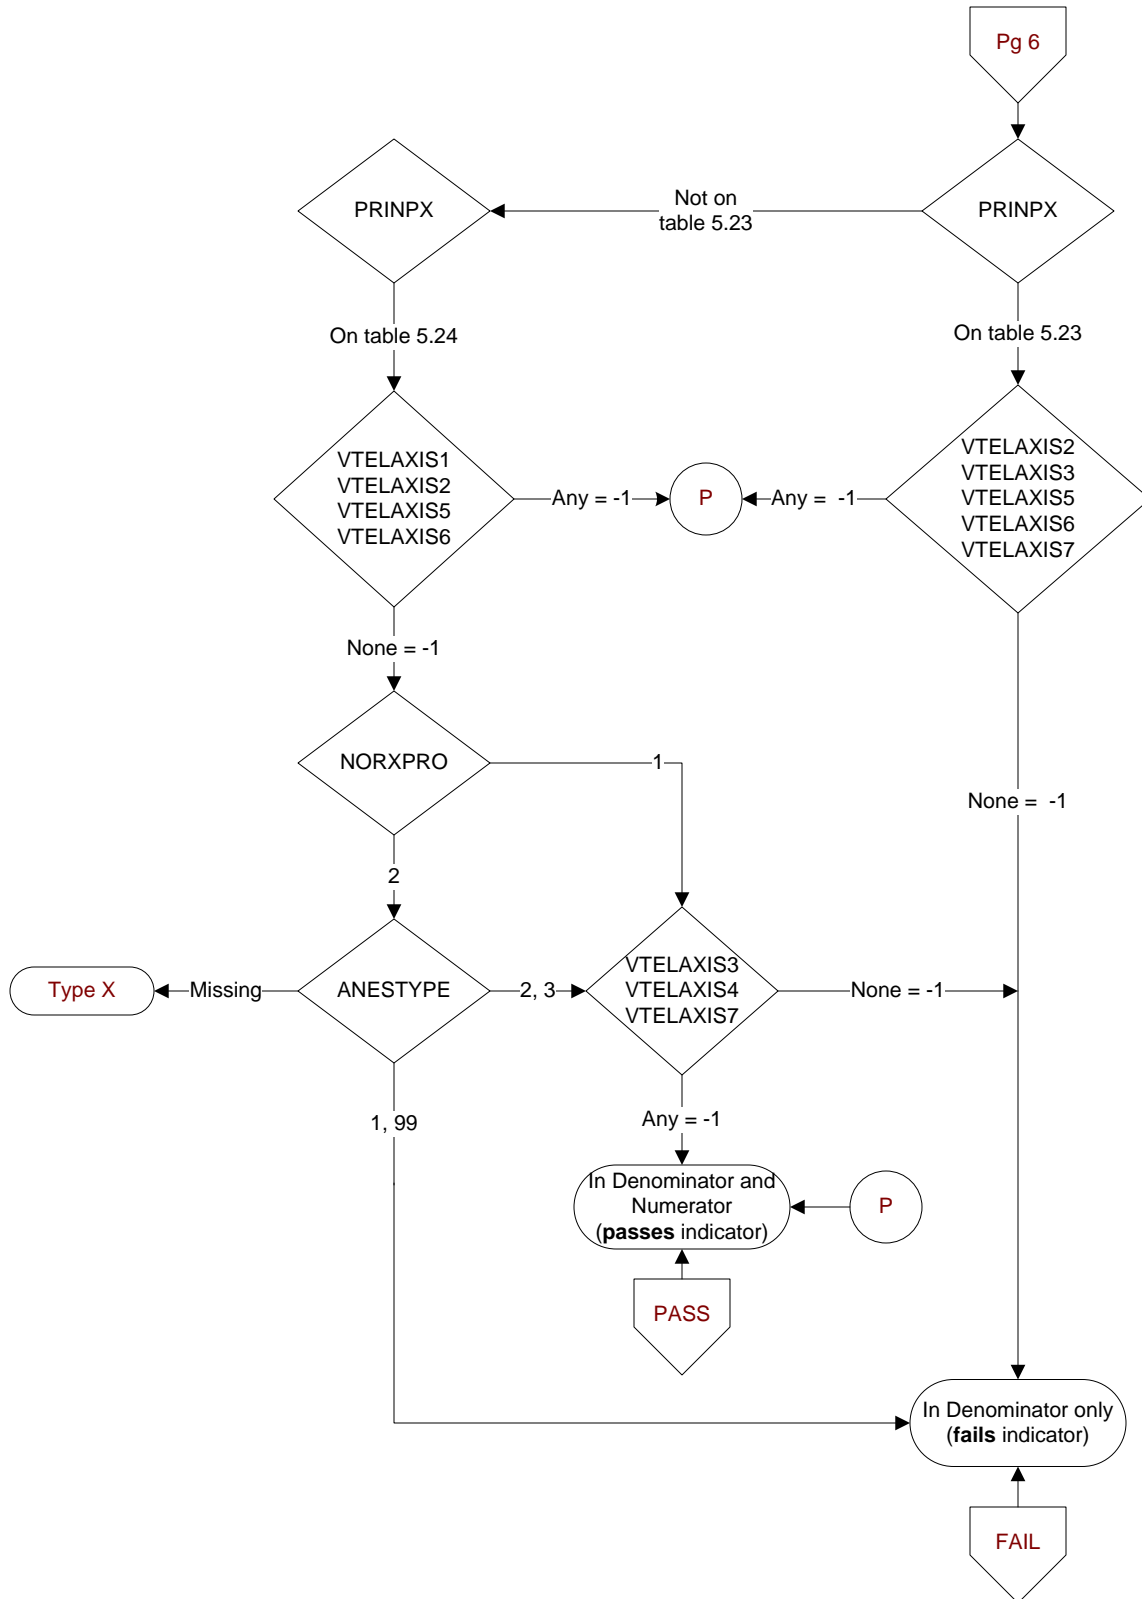 Pg 6
PRINPX
Not on
table 5.23
PRINPX
On table 5.24
On table 5.23
VTELAXIS1
VTELAXIS2
VTELAXIS5
VTELAXIS6
Any = -1
P
Any =  -1
VTELAXIS2
VTELAXIS3
VTELAXIS5
VTELAXIS6
VTELAXIS7
None = -1
None =  -1
NORXPRO
1
2
Type X
Missing
ANESTYPE
2, 3
VTELAXIS3
VTELAXIS4
VTELAXIS7
None = -1
1, 99
Any = -1
In Denominator and
Numerator
(passes indicator)
P
PASS
In Denominator only
(fails indicator)
FAIL